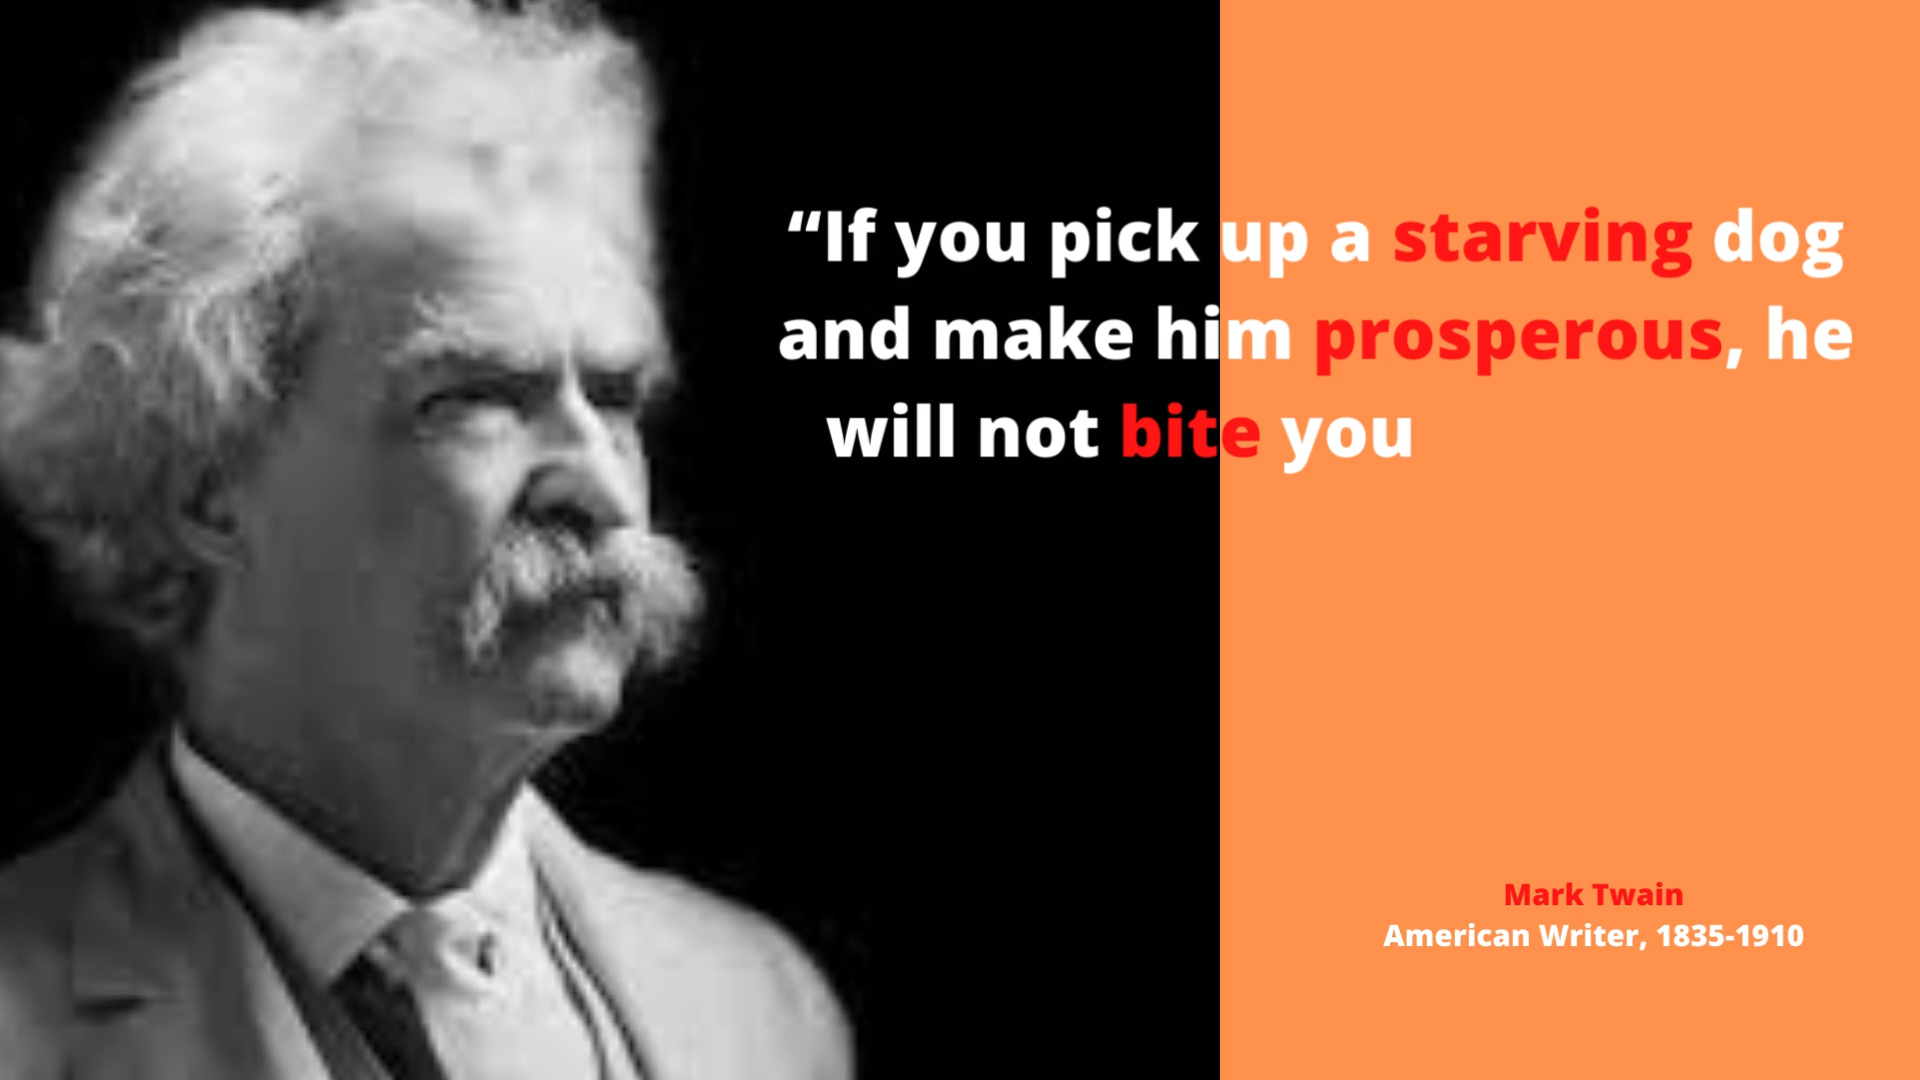 “If you pick up a starving dog
and make him prosperous, he
will not bite you
Mark Twain
American Writer, 1835-1910